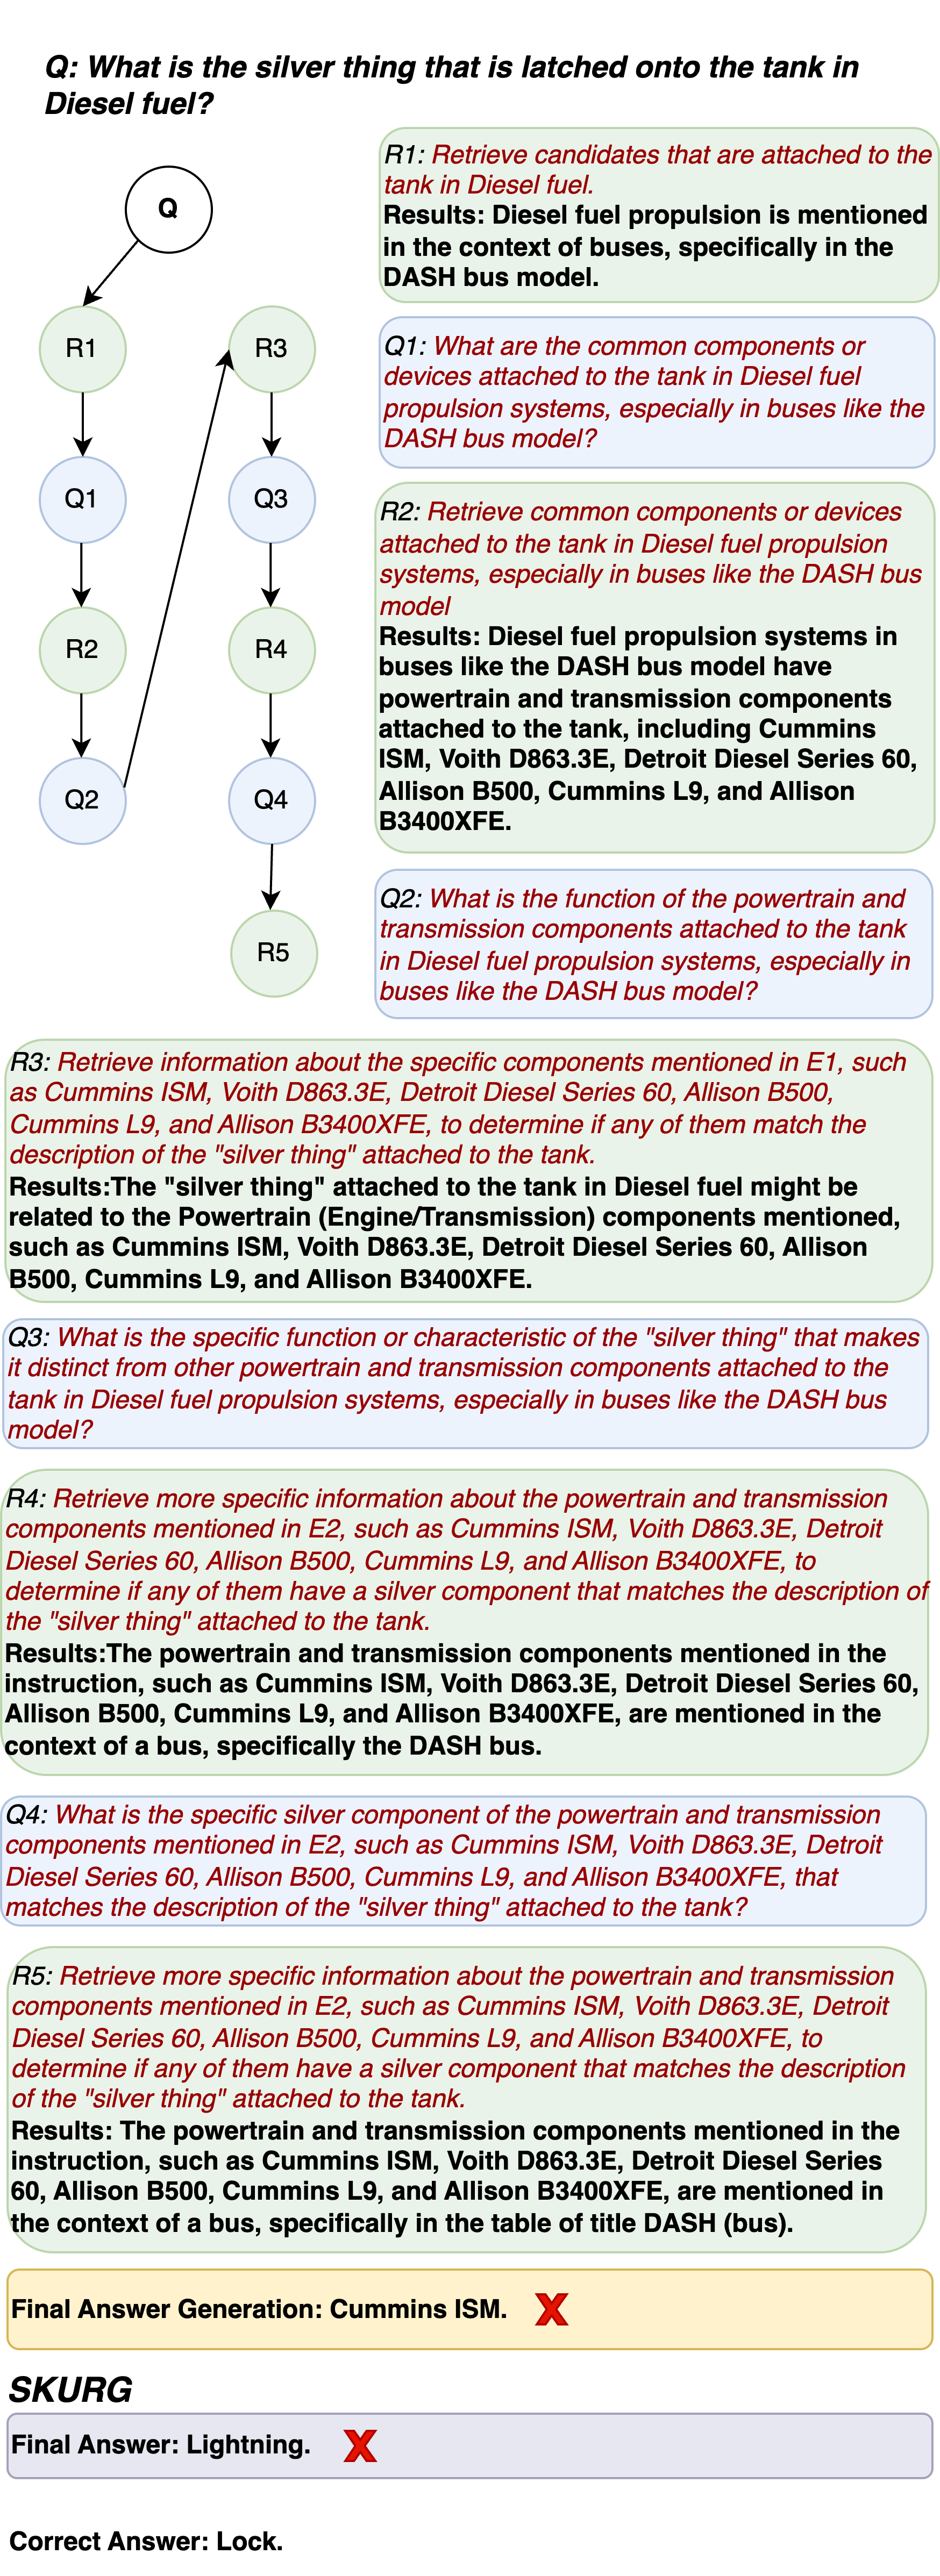 Q: What is the silver thing that is latched onto the tank in
Diesel fuel?
Q
R1
Q1
R2
Q2
R3
Q3
R4
Q4
R5
R1: Retrieve candidates that are attached to the
tank in Diesel fuel.
Results: Diesel fuel propulsion is mentioned
in the context of buses, specifically in the
DASH bus model.
Q1: What are the common components or
devices attached to the tank in Diesel fuel
propulsion systems, especially in buses like the
DASH bus model?
R2: Retrieve common components or devices
attached to the tank in Diesel fuel propulsion
systems, especially in buses like the DASH bus
model
Results: Diesel fuel propulsion systems in
buses like the DASH bus model have
powertrain and transmission components
attached to the tank, including Cummins
ISM, Voith D863.3E, Detroit Diesel Series 60,
Allison B500, Cummins L9, and Allison
B3400XFE.
Q2: What is the function of the powertrain and
transmission components attached to the tank
in Diesel fuel propulsion systems, especially in
buses like the DASH bus model?
R3: Retrieve information about the specific components mentioned in E1, such
as Cummins ISM, Voith D863.3E, Detroit Diesel Series 60, Allison B500,
Cummins L9, and Allison B3400XFE, to determine if any of them match the
description of the "silver thing" attached to the tank.
Results:The "silver thing" attached to the tank in Diesel fuel might be
related to the Powertrain (Engine/Transmission) components mentioned,
such as Cummins ISM, Voith D863.3E, Detroit Diesel Series 60, Allison
B500, Cummins L9, and Allison B3400XFE.
Q3: What is the specific function or characteristic of the "silver thing" that makes
it distinct from other powertrain and transmission components attached to the
tank in Diesel fuel propulsion systems, especially in buses like the DASH bus
model?
R4: Retrieve more specific information about the powertrain and transmission
components mentioned in E2, such as Cummins ISM, Voith D863.3E, Detroit
Diesel Series 60, Allison B500, Cummins L9, and Allison B3400XFE, to
determine if any of them have a silver component that matches the description of
the "silver thing" attached to the tank.
Results:The powertrain and transmission components mentioned in the
instruction, such as Cummins ISM, Voith D863.3E, Detroit Diesel Series 60,
Allison B500, Cummins L9, and Allison B3400XFE, are mentioned in the
context of a bus, specifically the DASH bus.
Q4: What is the specific silver component of the powertrain and transmission
components mentioned in E2, such as Cummins ISM, Voith D863.3E, Detroit
Diesel Series 60, Allison B500, Cummins L9, and Allison B3400XFE, that
matches the description of the "silver thing" attached to the tank?
R5: Retrieve more specific information about the powertrain and transmission
components mentioned in E2, such as Cummins ISM, Voith D863.3E, Detroit
Diesel Series 60, Allison B500, Cummins L9, and Allison B3400XFE, to
determine if any of them have a silver component that matches the description
of the "silver thing" attached to the tank.
Results: The powertrain and transmission components mentioned in the
instruction, such as Cummins ISM, Voith D863.3E, Detroit Diesel Series
60, Allison B500, Cummins L9, and Allison B3400XFE, are mentioned in
the context of a bus, specifically in the table of title DASH (bus).
Final Answer Generation: Cummins ISM. X
SKURG
Final Answer: Lightning. X
Correct Answer: Lock.